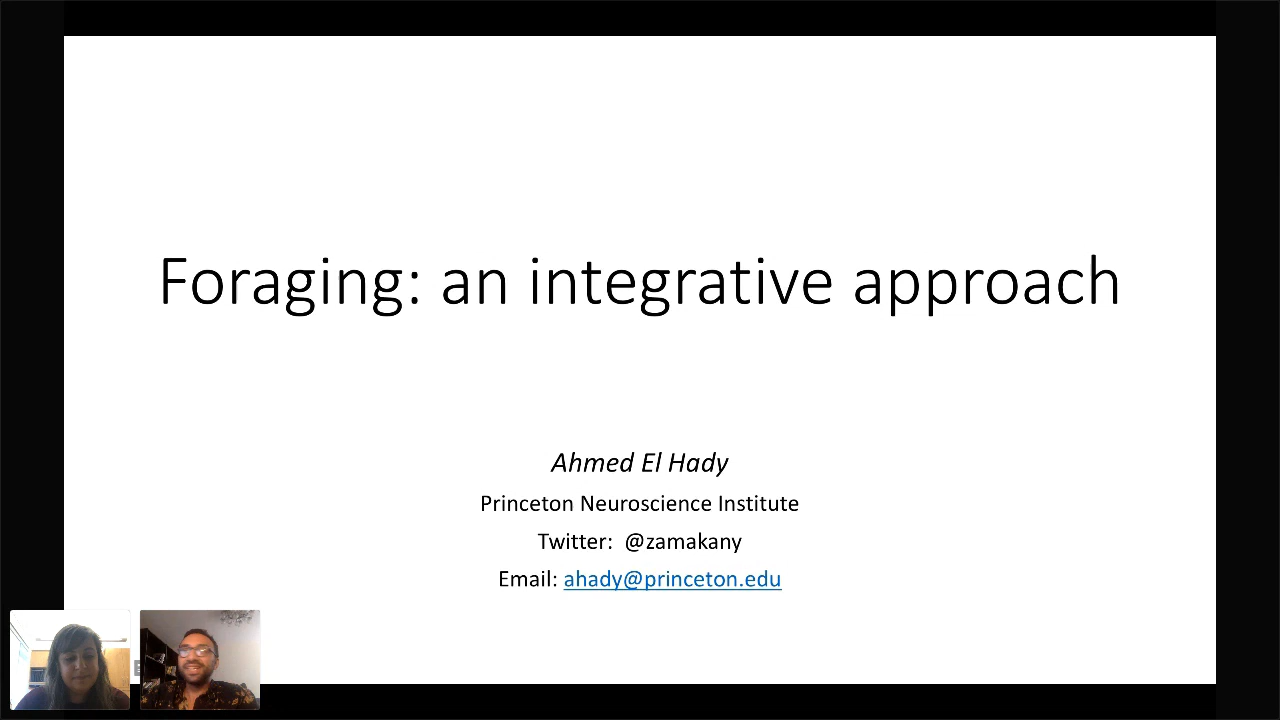 Foraging: an integrative approach
Ahmed El Hady
Princeton Neuroscience Institute
Twitter: @zamakany
Email: ahady@princeton.edu